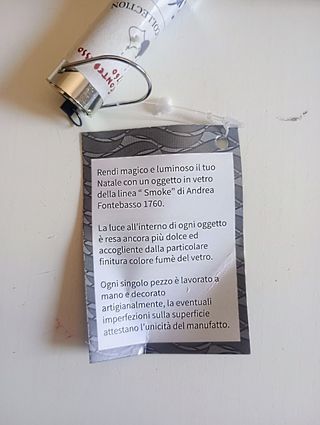 COLLECTION
Rendi magico e luminoso il tuo
Natale con un oggetto in vetro
della linea “ Smoke” di Andrea
Fontebasso 1760.
La luce all'interno di ogni oggetto
è resa ancora più dolce ed
accogliente dalla particolare
finitura colore fumè del vetro.
Ogni singolo pezzo è lavorato a
mano e decorato
artigianalmente, la eventuali
imperfezioni sulla superficie
attestano l'unicità del manufatto.